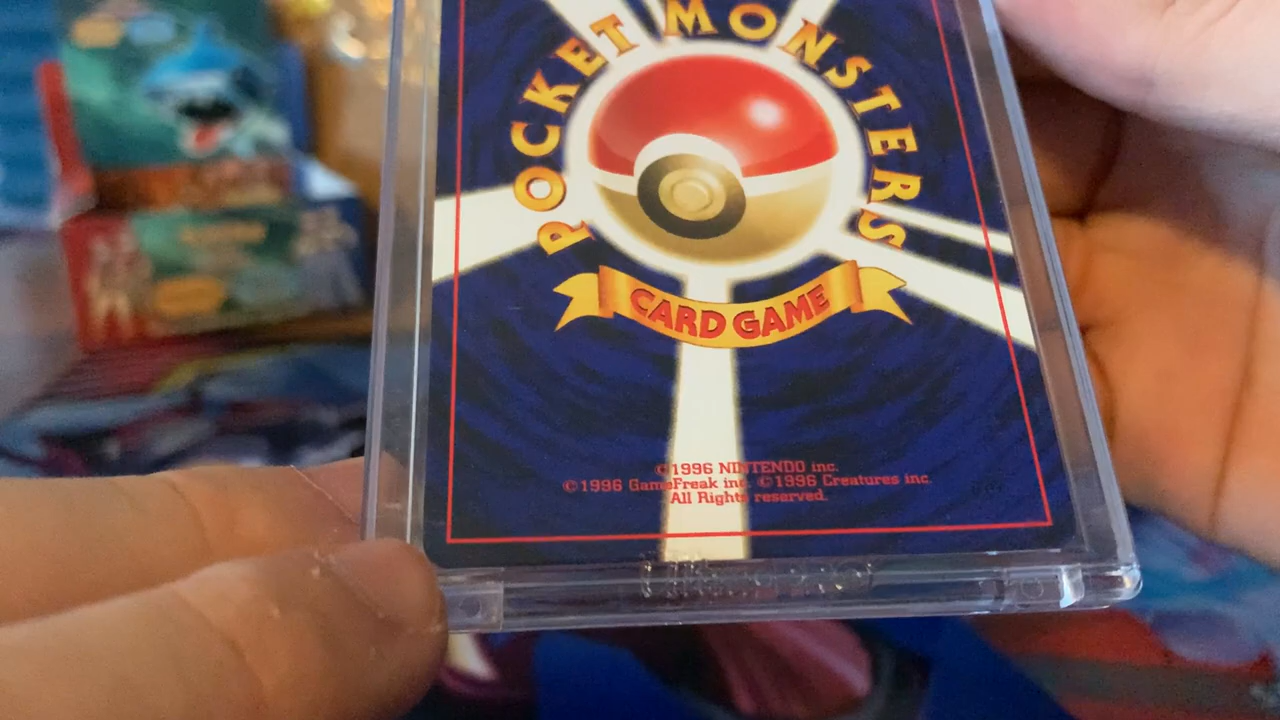 POCKET MONSTERS
CARD GAME
©1996 NINTENDO inc.
©1996 GameFreak inc. ©1996 Creatures inc.
All Rights reserved.